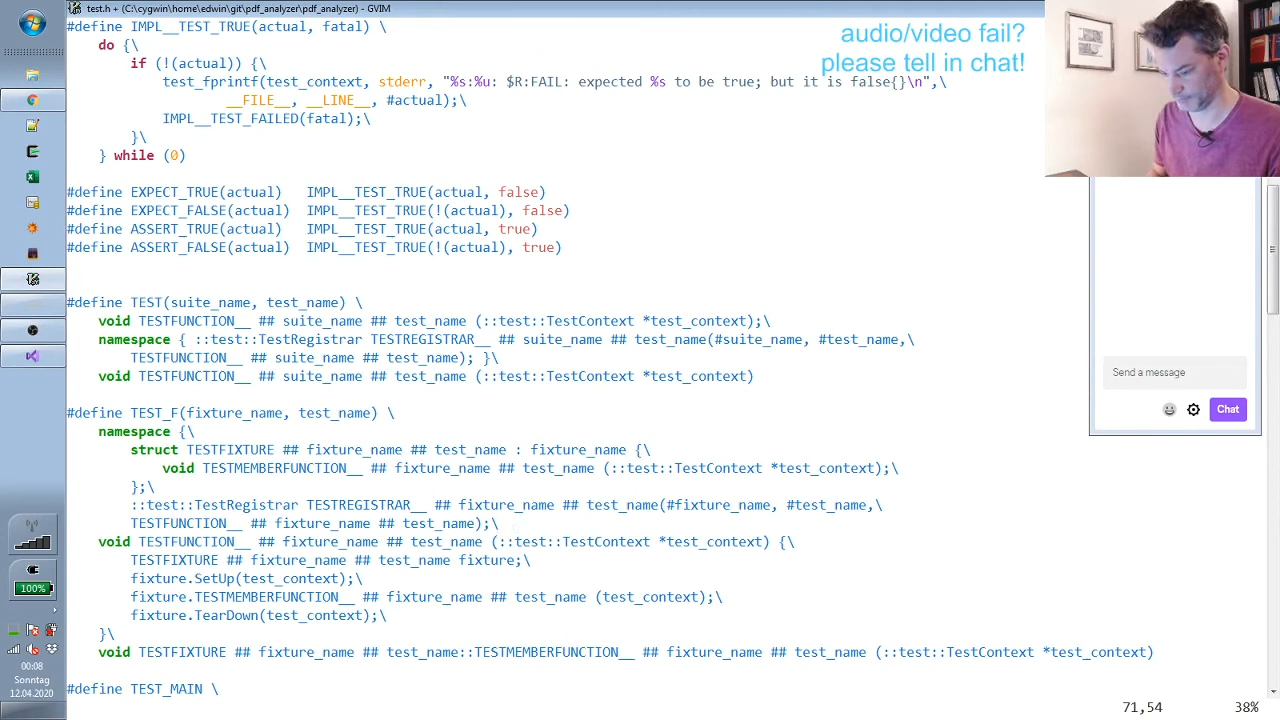 test.h + (C:\cygwin\home\edwin\git\pdf_analyzer\pdf_analyzer) - GVIM
#define IMPL__TEST_TRUE(actual, fatal) \
    do {\
        if (!(actual)) {\
            test_fprintf(test_context, stderr, "%s:%u: $R:FAIL: expected %s to be true; but it is false{}\n",\
                    __FILE__, __LINE__, #actual);\
            IMPL__TEST_FAILED(fatal);\
        }\
    } while (0)
#define EXPECT_TRUE(actual)   IMPL__TEST_TRUE(actual, false)
#define EXPECT_FALSE(actual)  IMPL__TEST_TRUE(!(actual), false)
#define ASSERT_TRUE(actual)   IMPL__TEST_TRUE(actual, true)
#define ASSERT_FALSE(actual)  IMPL__TEST_TRUE(!(actual), true)
#define TEST(suite_name, test_name) \
    void TESTFUNCTION__ ## suite_name ## test_name (::test::TestContext *test_context);\
    namespace { ::test::TestRegistrar TESTREGISTRAR__ ## suite_name ## test_name(#suite_name, #test_name,\
        TESTFUNCTION__ ## suite_name ## test_name); }\
    void TESTFUNCTION__ ## suite_name ## test_name (::test::TestContext *test_context)
#define TEST_F(fixture_name, test_name) \
    namespace {\
        struct TESTFIXTURE ## fixture_name ## test_name : fixture_name {\
            void TESTMEMBERFUNCTION__ ## fixture_name ## test_name (::test::TestContext *test_context);\
        };\
        ::test::TestRegistrar TESTREGISTRAR__ ## fixture_name ## test_name(#fixture_name, #test_name,\
        TESTFUNCTION__ ## fixture_name ## test_name);\
    void TESTFUNCTION__ ## fixture_name ## test_name (::test::TestContext *test_context) {\
        TESTFIXTURE ## fixture_name ## test_name fixture;\
        fixture.SetUp(test_context);\
        fixture.TESTMEMBERFUNCTION__ ## fixture_name ## test_name (test_context);\
        fixture.TearDown(test_context);\
    }\
    void TESTFIXTURE ## fixture_name ## test_name::TESTMEMBERFUNCTION__ ## fixture_name ## test_name (::test::TestContext *test_context)
#define TEST_MAIN \
71,54    38%
audio/video fail?
please tell in chat!
Send a message
Chat
100%
00:08
Sonntag
12.04.2020